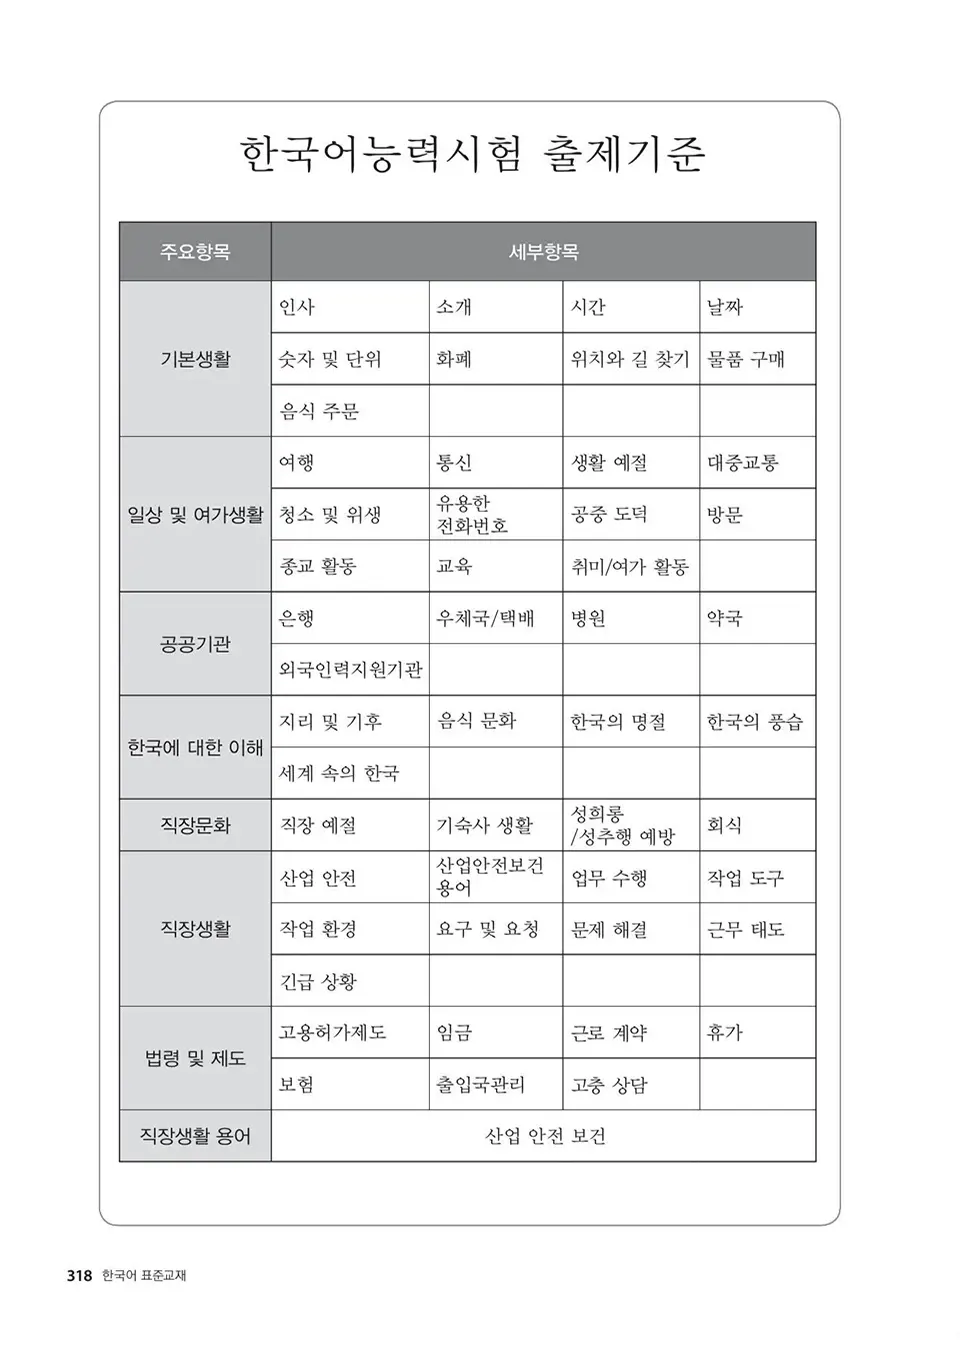 한국어능력시험 출제기준
주요항목 세부항목
기본생활
인사 소개 시간 날짜
숫자 및 단위 화폐 위치와 길 찾기 물품 구매
음식 주문
일상 및 여가생활
여행 통신 생활 예절 대중교통
청소 및 위생 유용한 전화번호 공중 도덕 방문
종교 활동 교육 취미/여가 활동
공공기관
은행 우체국/택배 병원 약국
외국인력지원기관
한국에 대한 이해
지리 및 기후 음식 문화 한국의 명절 한국의 풍습
세계 속의 한국
직장문화
직장 예절 기숙사 생활 성희롱/성추행 예방 회식
직장생활
산업 안전 산업안전보건 용어 업무 수행 작업 도구
작업 환경 요구 및 요청 문제 해결 근무 태도
긴급 상황
법령 및 제도
고용허가제도 임금 근로 계약 휴가
보험 출입국관리 고충 상담
직장생활 용어 산업 안전 보건
318 한국어 표준교재